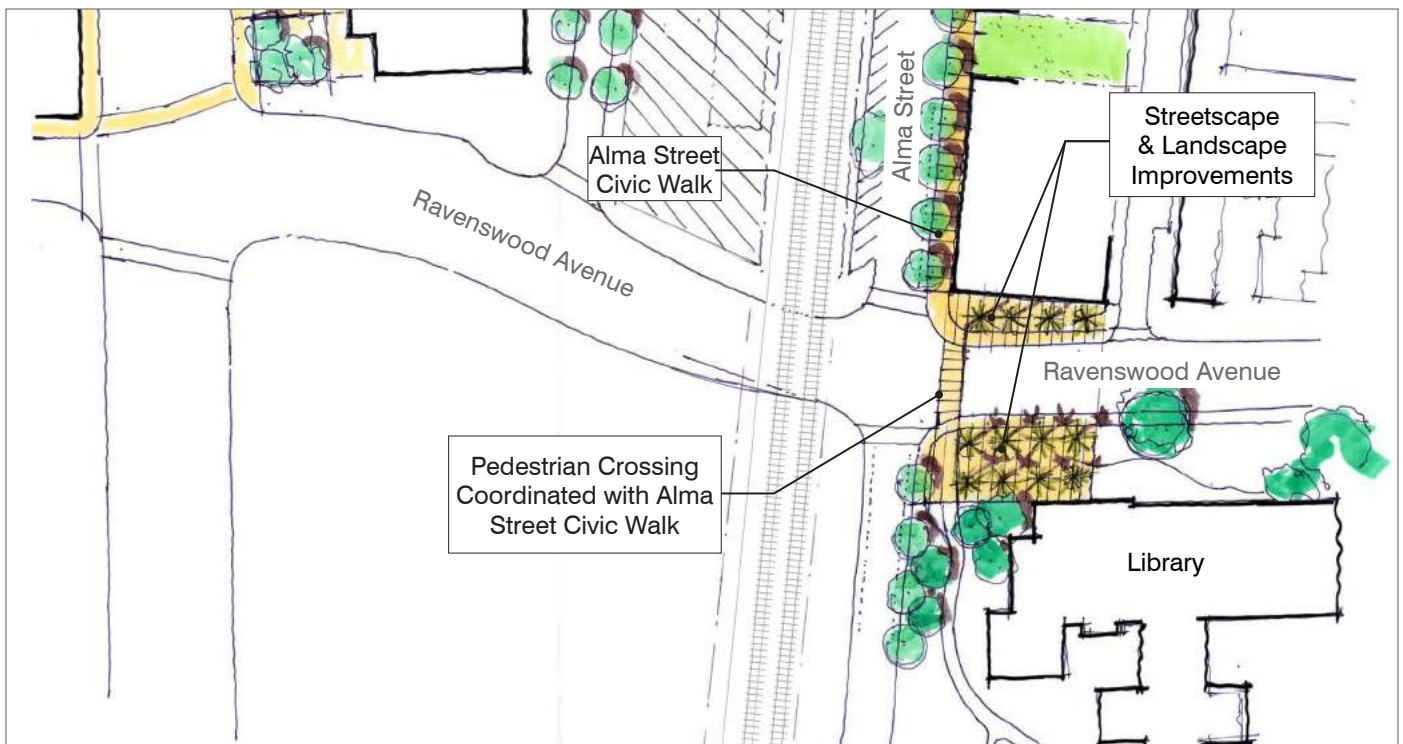 Alma Street
Streetscape
& Landscape
Improvements
Alma Street
Civic Walk
Ravenswood Avenue
Ravenswood Avenue
Pedestrian Crossing
Coordinated with Alma
Street Civic Walk
Library